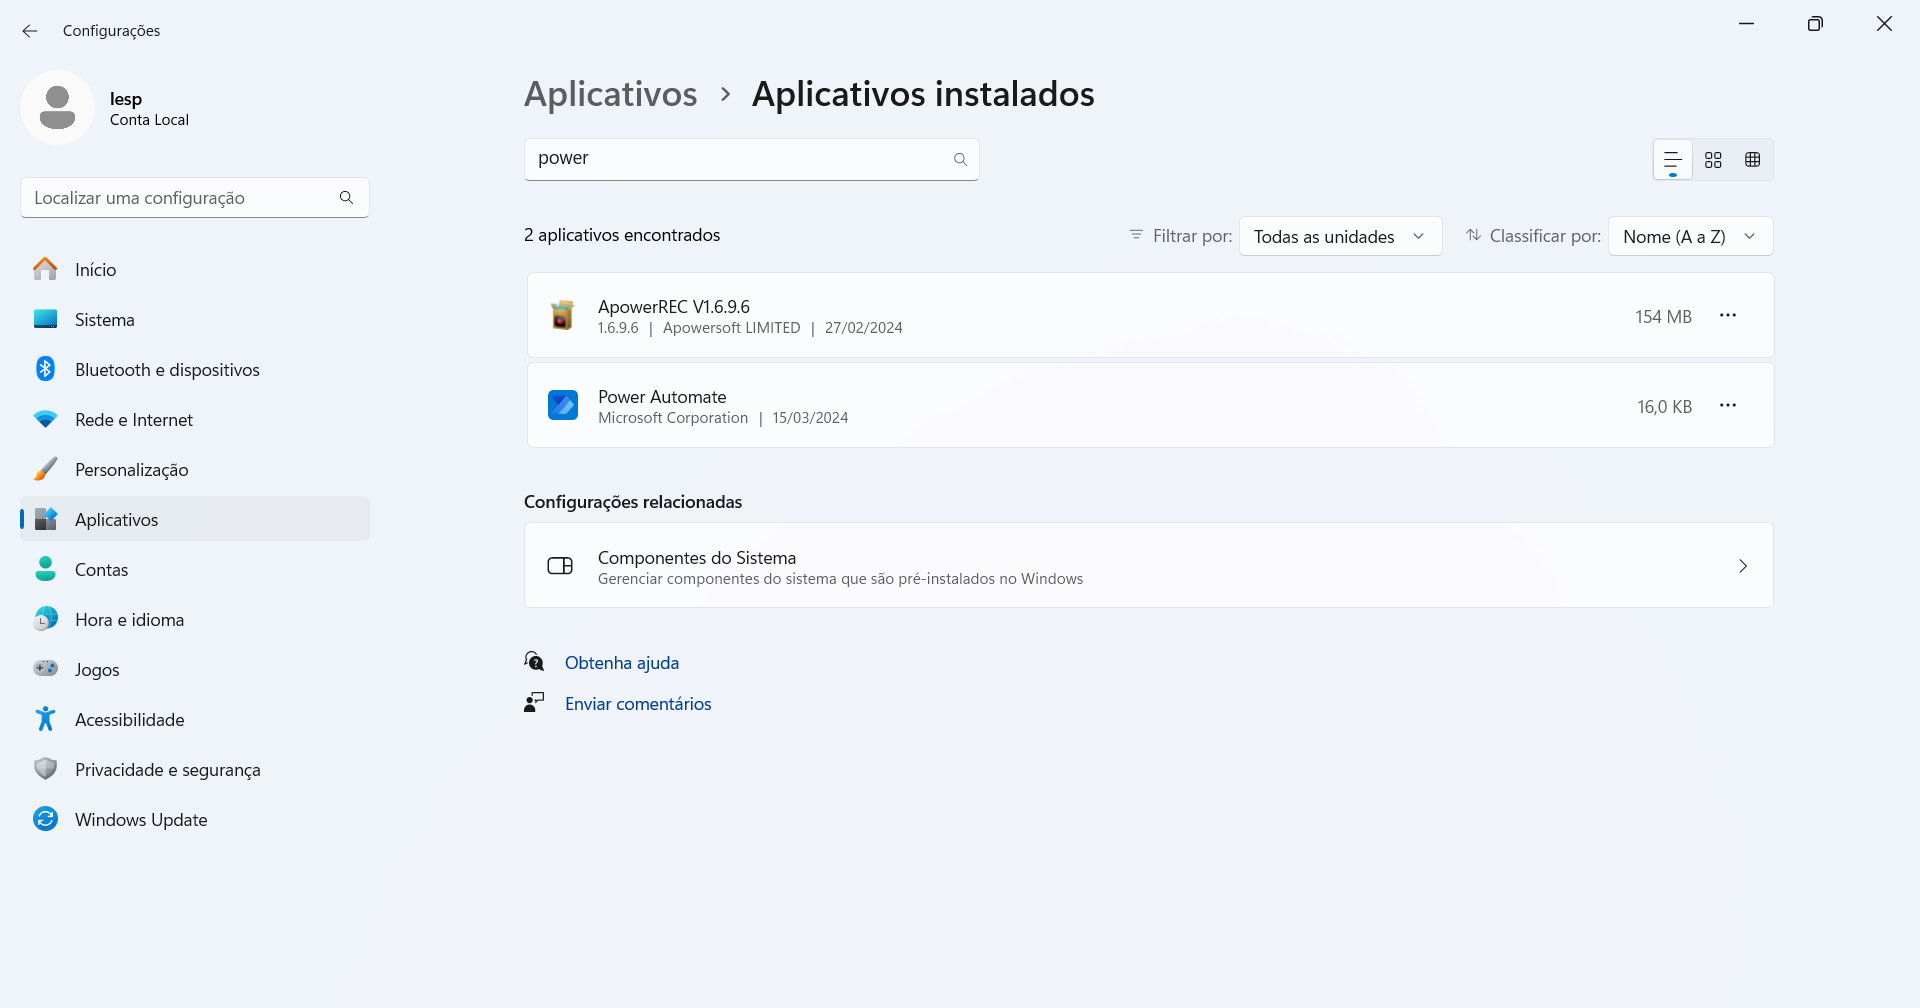 Configurações
lesp
Conta Local
Localizar uma configuração
Início
Sistema
Bluetooth e dispositivos
Rede e Internet
Personalização
Aplicativos
Contas
Hora e idioma
Jogos
Acessibilidade
Privacidade e segurança
Windows Update
Aplicativos > Aplicativos instalados
power
2 aplicativos encontrados
Filtrar por: Todas as unidades
Classificar por: Nome (A a Z)
ApowerREC V1.6.9.6
1.6.9.6 | Apowersoft LIMITED | 27/02/2024
154 MB
Power Automate
Microsoft Corporation | 15/03/2024
16,0 KB
Configurações relacionadas
Componentes do Sistema
Gerenciar componentes do sistema que são pré-instalados no Windows
Obtenha ajuda
Enviar comentários